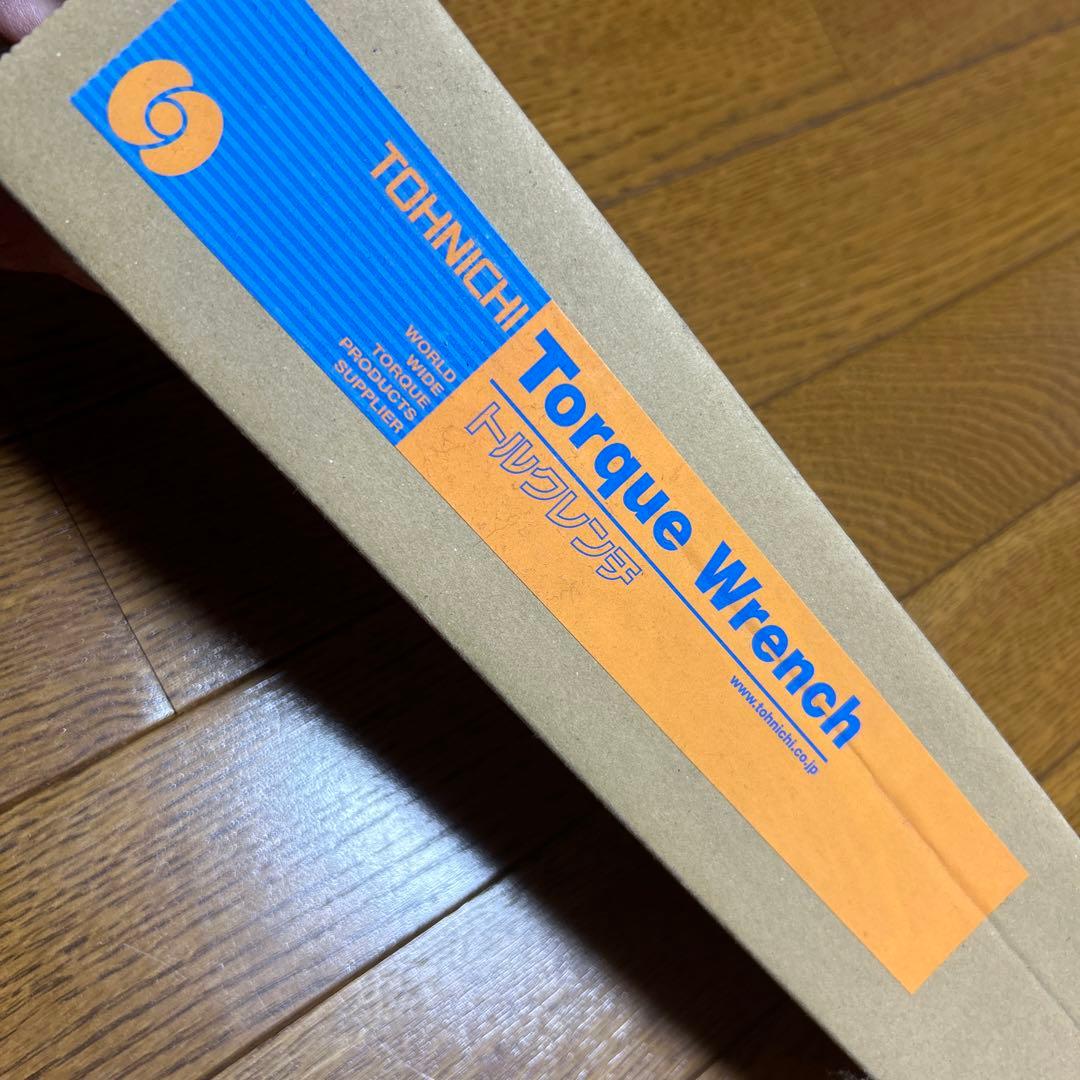 TOHNICHI
WORLD
WIDE
TORQUE
PRODUCTS
SUPPLIER
Torque Wrench
トルクレンチ
www.tohnichi.co.jp